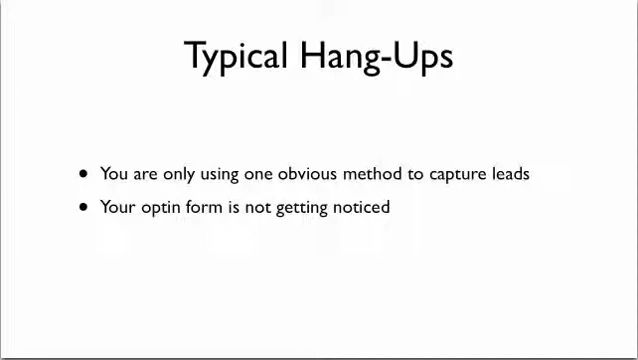 Typical Hang-Ups
• You are only using one obvious method to capture leads
• Your optin form is not getting noticed